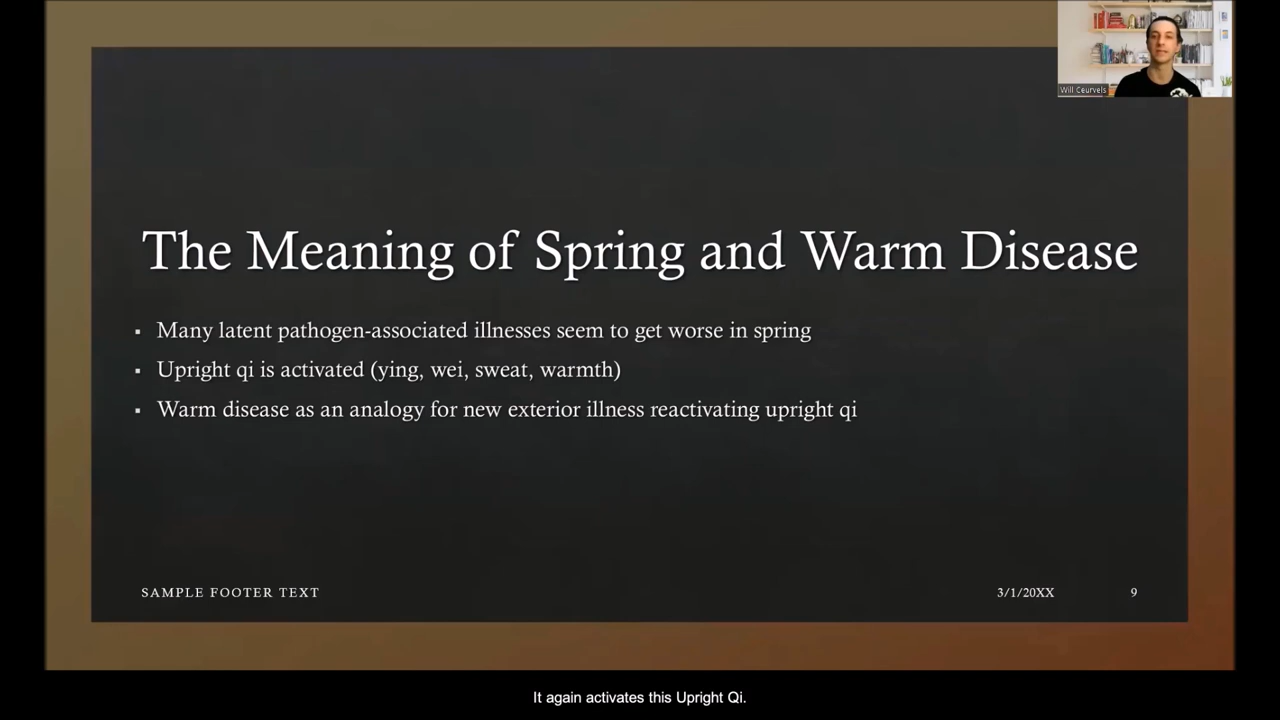 Will Ceurvels
The Meaning of Spring and Warm Disease
▪ Many latent pathogen-associated illnesses seem to get worse in spring
▪ Upright qi is activated (ying, wei, sweat, warmth)
▪ Warm disease as an analogy for new exterior illness reactivating upright qi
SAMPLE FOOTER TEXT
3/1/20XX
9
It again activates this Upright Qi.